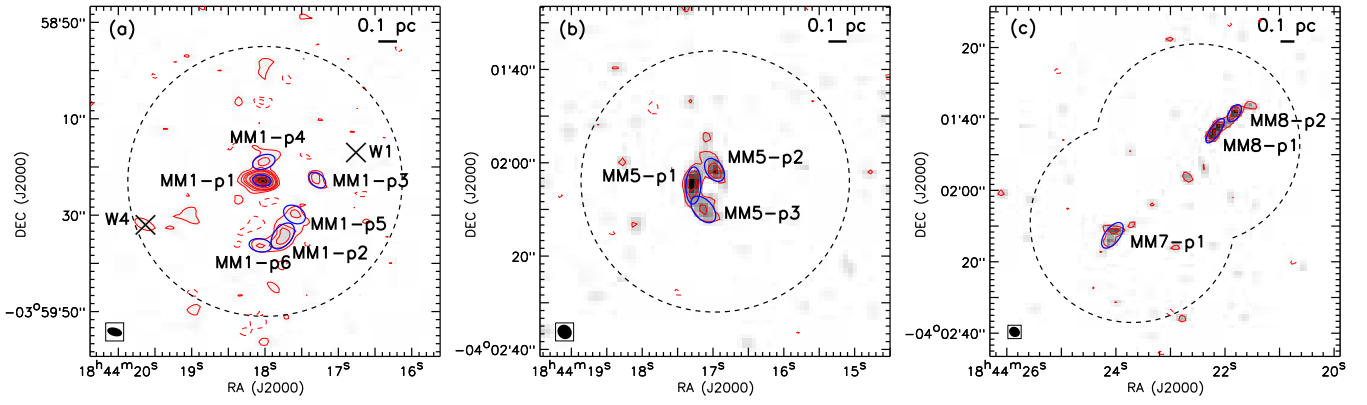 (a)
0.1 pc
58'50"
10"
30"
−03°59'50"
DEC (J2000)
MM1−p4
W1
MM1−p1
MM1−p3
W4
MM1−p5
MM1−p2
MM1−p6
18ʰ44ᵐ20ˢ
19ˢ
18ˢ
17ˢ
16ˢ
RA (J2000)
(b)
0.1 pc
01'40"
02'00"
20"
−04°02'40"
DEC (J2000)
MM5−p2
MM5−p1
MM5−p3
18ʰ44ᵐ19ˢ
18ˢ
17ˢ
16ˢ
15ˢ
RA (J2000)
(c)
0.1 pc
20"
01'40"
02'00"
20"
−04°02'40"
DEC (J2000)
MM8−p2
MM8−p1
MM7−p1
18ʰ44ᵐ26ˢ
24ˢ
22ˢ
20ˢ
RA (J2000)